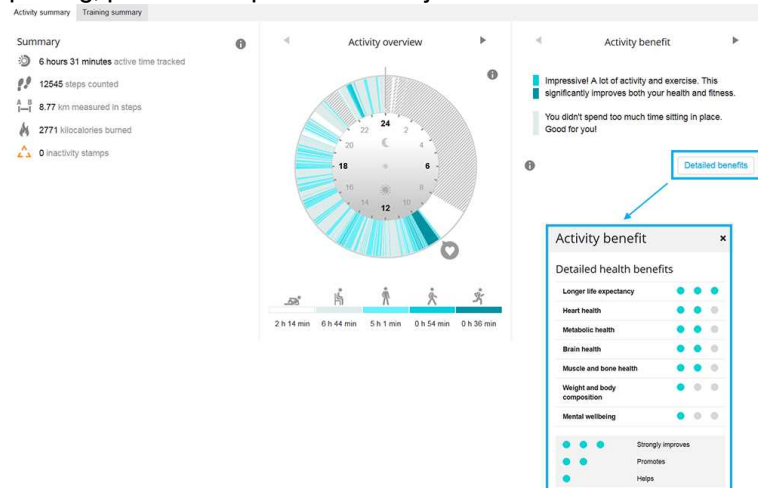 Activity summary Training summary
Summary
6 hours 31 minutes active time tracked
12545 steps counted
A B
8.77 km measured in steps
2771 kilocalories burned
0 inactivity stamps
Activity overview
24
22 2
20 4
18 6
16 8
14 10
12
2 h 14 min 6 h 44 min 5 h 1 min 0 h 54 min 0 h 36 min
Activity benefit
Impressive! A lot of activity and exercise. This
significantly improves both your health and fitness.
You didn't spend too much time sitting in place.
Good for you!
Detailed benefits
Activity benefit ×
Detailed health benefits
Longer life expectancy
Heart health
Metabolic health
Brain health
Muscle and bone health
Weight and body
composition
Mental wellbeing
Strongly improves
Promotes
Helps